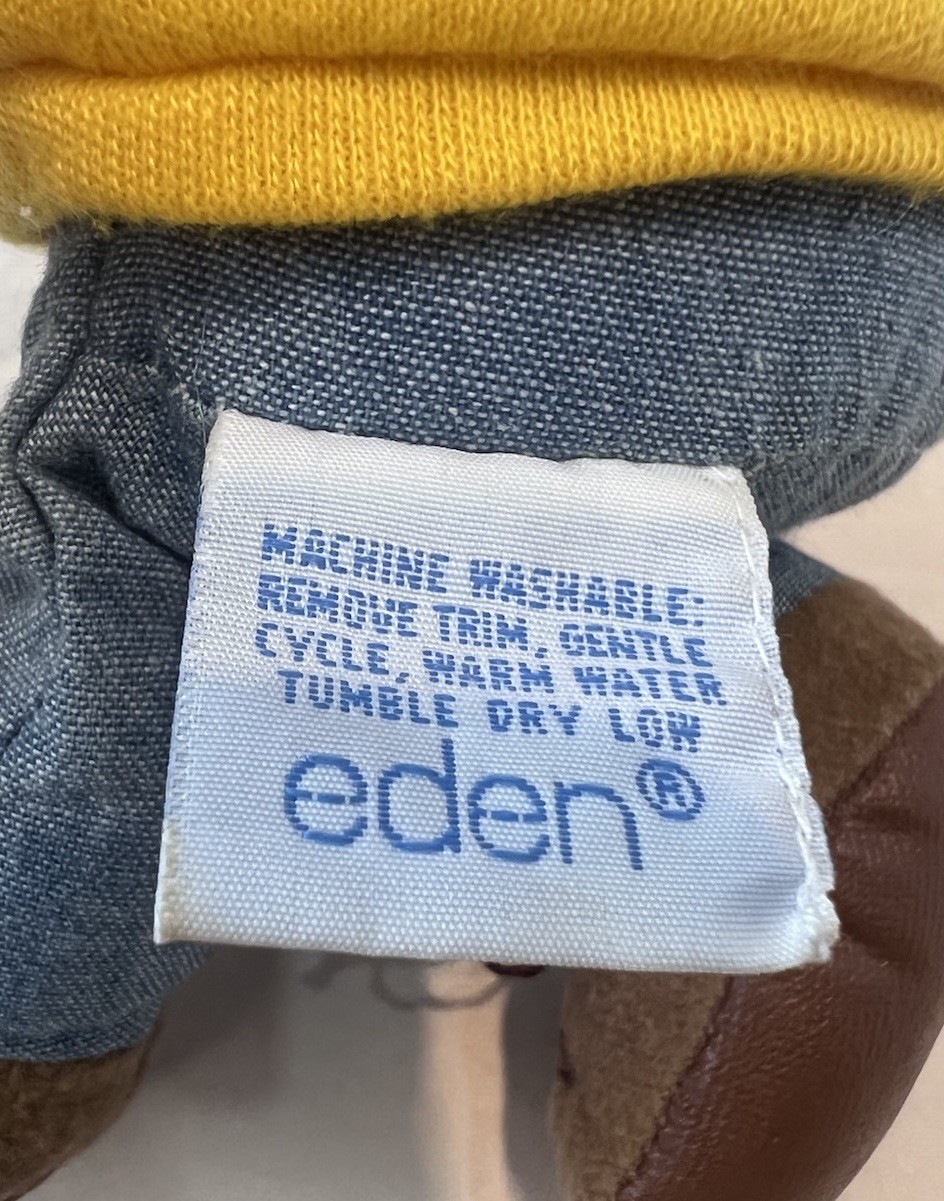 MACHINE WASHABLE:
REMOVE TRIM, GENTLE
CYCLE, WARM WATER
TUMBLE DRY LOW
eden®